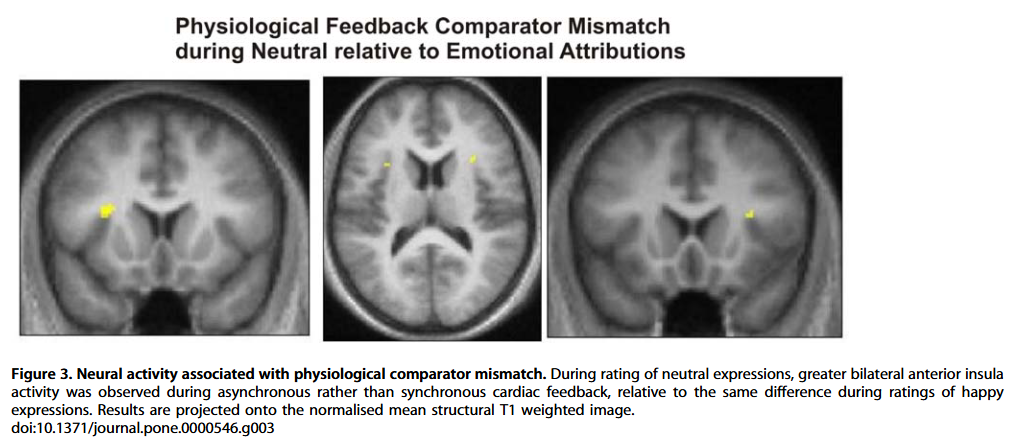 Physiological Feedback Comparator Mismatch
during Neutral relative to Emotional Attributions
Figure 3. Neural activity associated with physiological comparator mismatch. During rating of neutral expressions, greater bilateral anterior insula
activity was observed during asynchronous rather than synchronous cardiac feedback, relative to the same difference during ratings of happy
expressions. Results are projected onto the normalised mean structural T1 weighted image.
doi:10.1371/journal.pone.0000546.g003